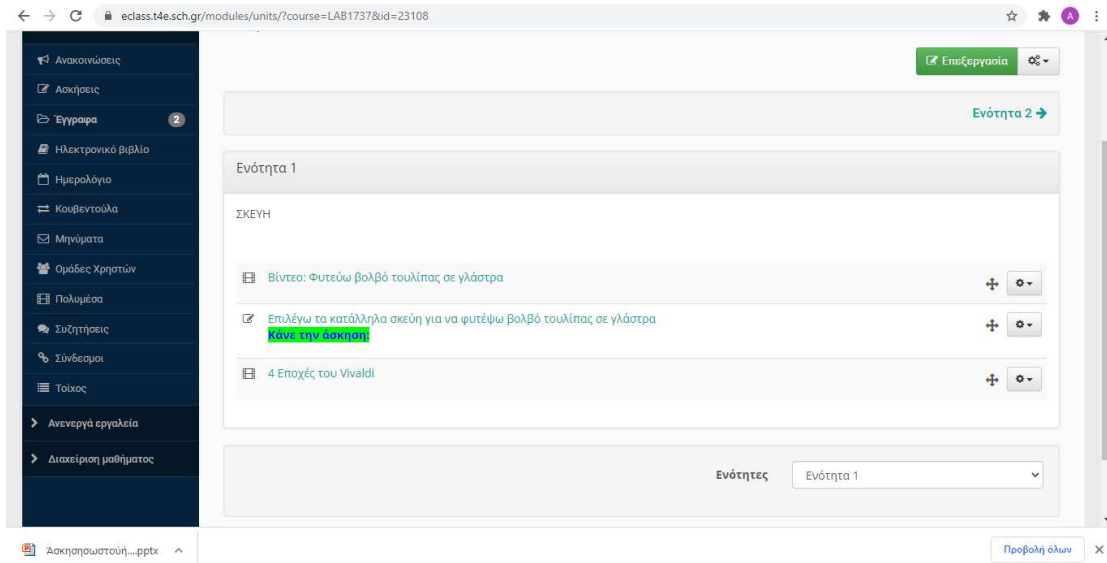 eclass.t4e.sch.gr/modules/units/?course=LAB1737&id=23108
A
Ανακοινώσεις
Ασκήσεις
Έγγραφα 2
Ηλεκτρονικό βιβλίο
Ημερολόγιο
Κουβεντούλα
Μηνύματα
Ομάδες Χρηστών
Πολυμέσα
Συζητήσεις
Σύνδεσμοι
Τοίχος
Ανενεργά εργαλεία
Διαχείριση μαθήματος
Επεξεργασία
Ενότητα 2
Ενότητα 1
ΣΚΕΥΗ
Βίντεο: Φυτεύω βολβό τουλίπας σε γλάστρα
Επιλέγω τα κατάλληλα σκεύη για να φυτέψω βολβό τουλίπας σε γλάστρα
Κάνε την άσκηση:
4 Εποχές του Vivaldi
Ενότητες Ενότητα 1
Άσκησησωστούή....pptx
Προβολή όλων